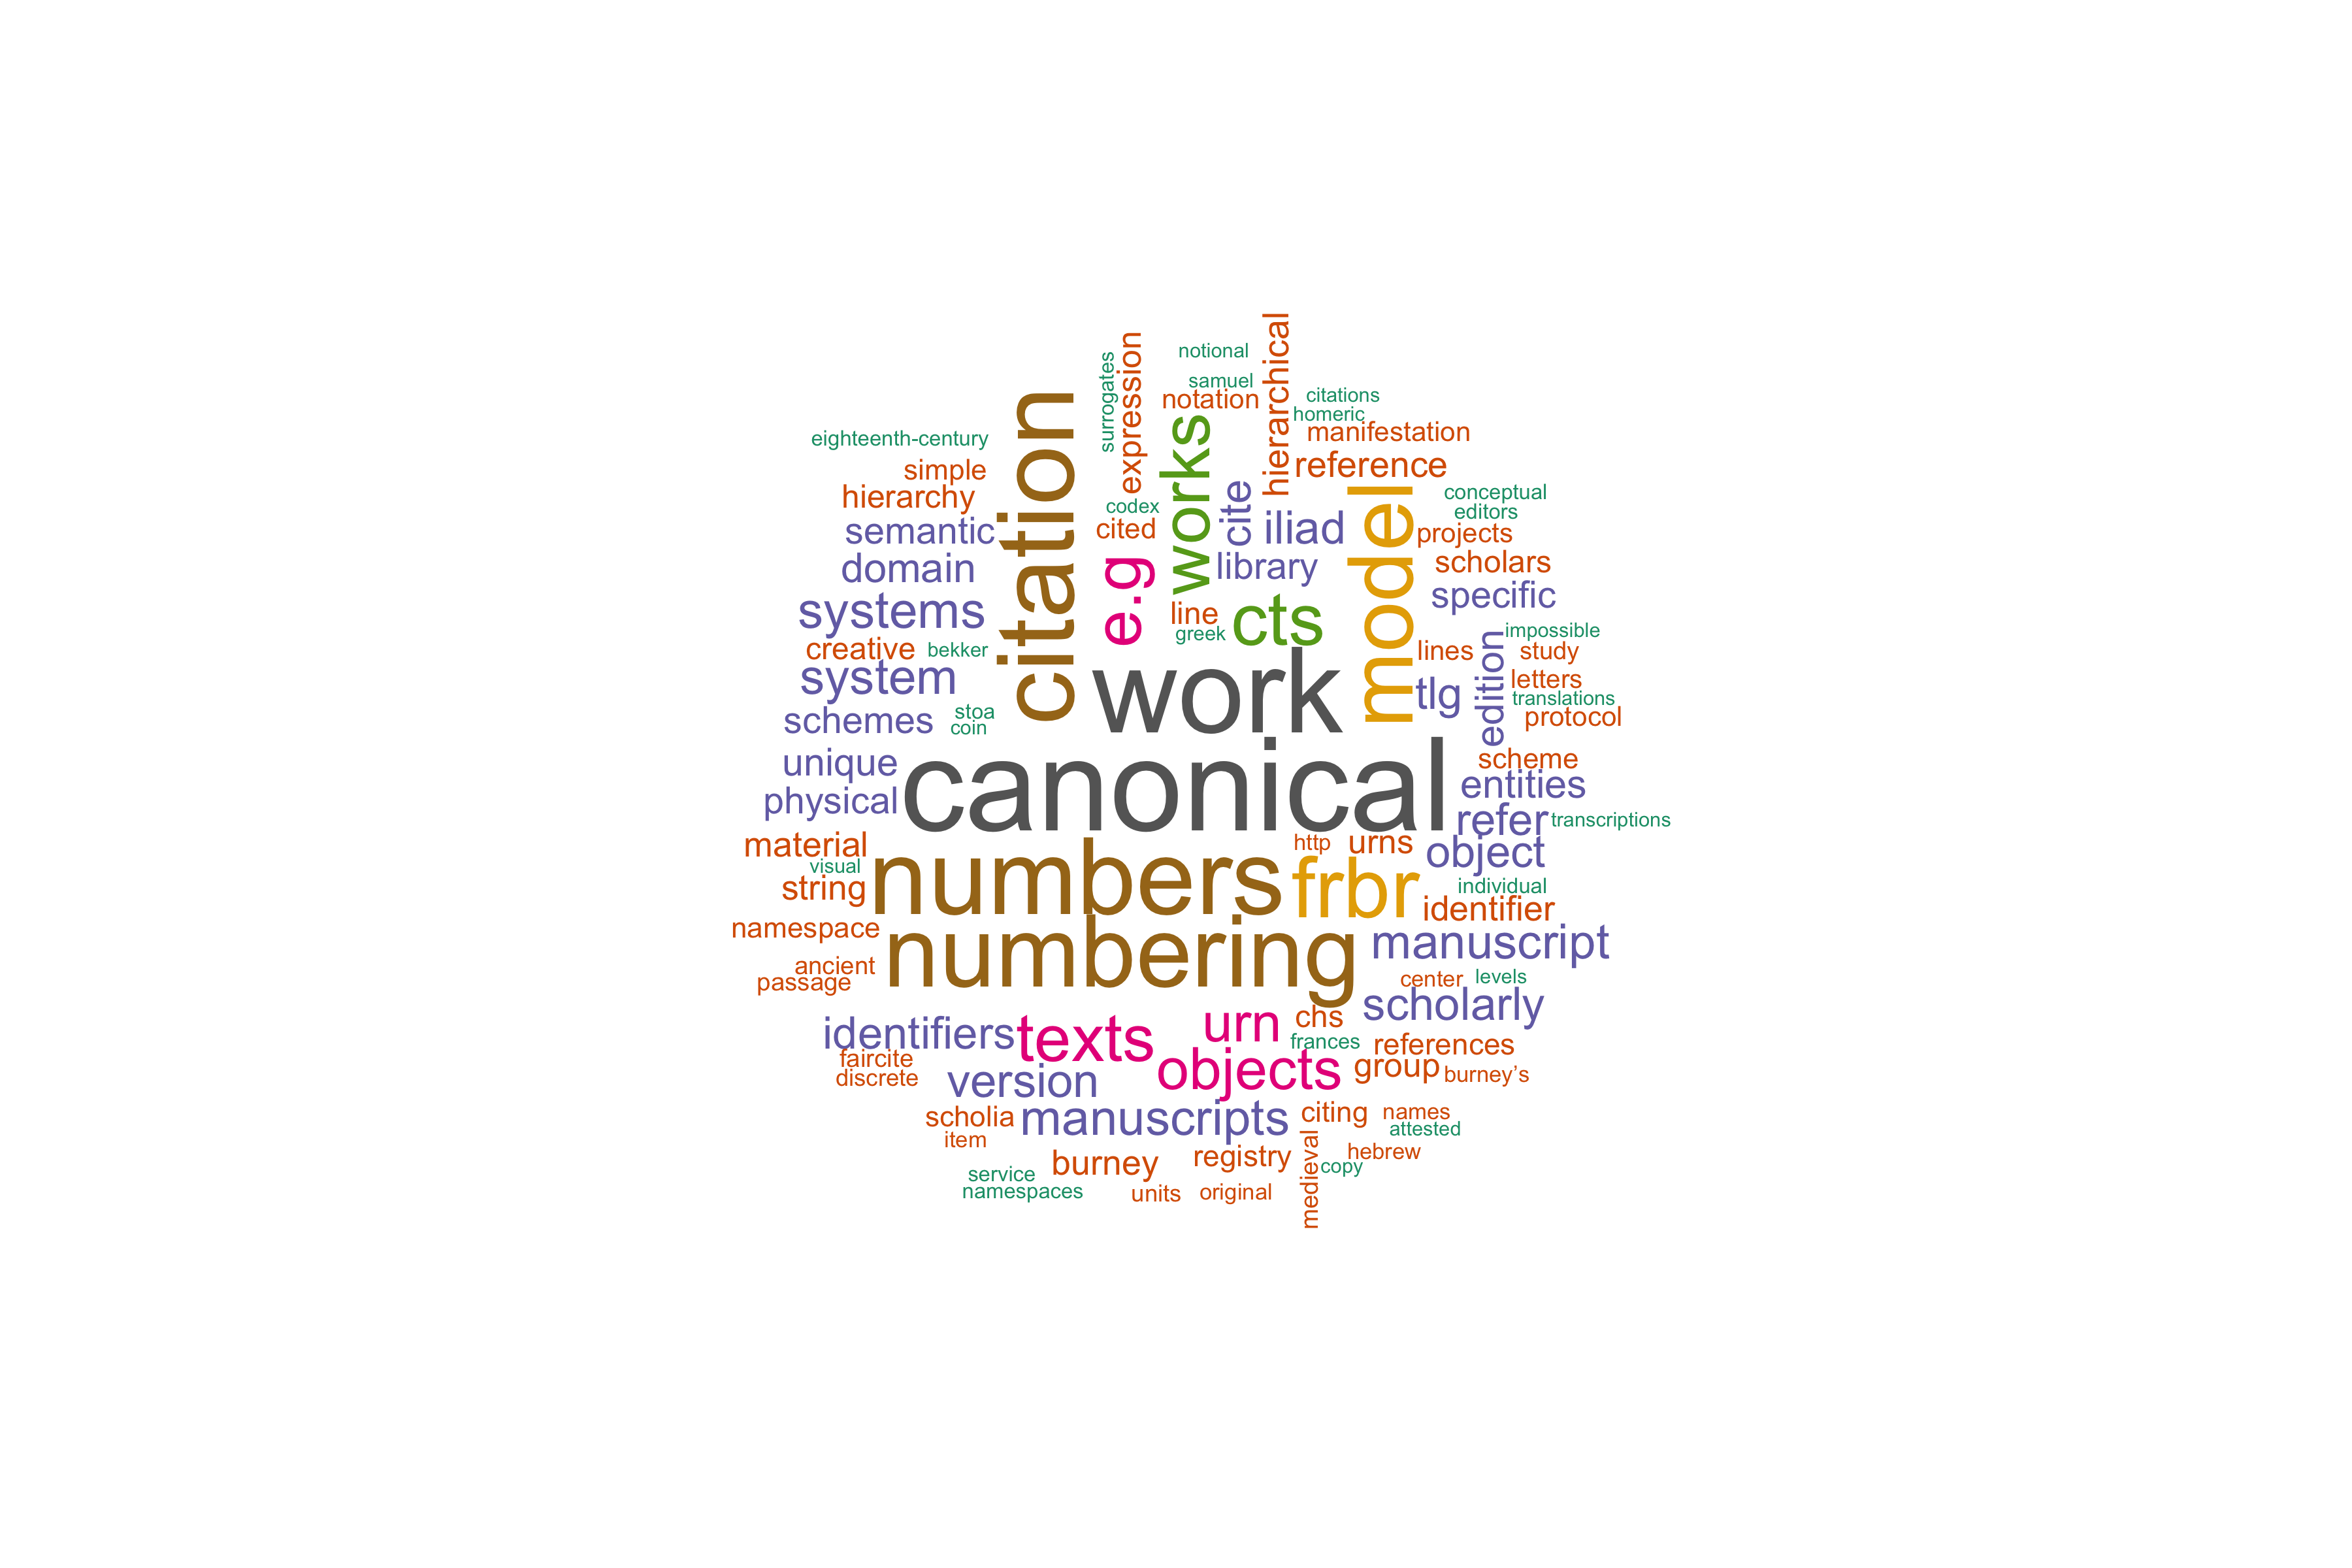 notional
surrogates
expression
hierarchical
samuel
notation
citations
homeric
manifestation
eighteenth-century
simple
hierarchy
semantic
domain
systems
creative
bekker
system
schemes
stoa
coin
unique
physical
citation
works
codex
cited
e.g
cite
iliad
library
line
greek
cts
reference
model
conceptual
editors
projects
scholars
specific
impossible
edition
lines
study
tlg
letters
translations
protocol
work
canonical
scheme
entities
refer
transcriptions
material
visual
string
numbers
http
urns
object
frbr
individual
identifier
namespace
numbering
manuscript
ancient
passage
center
levels
scholarly
identifiers
texts
urn
chs
frances
references
faircite
discrete
version
objects
group
burney’s
scholia
item
manuscripts
citing
names
attested
medieval
hebrew
copy
burney
registry
service
namespaces
units
original